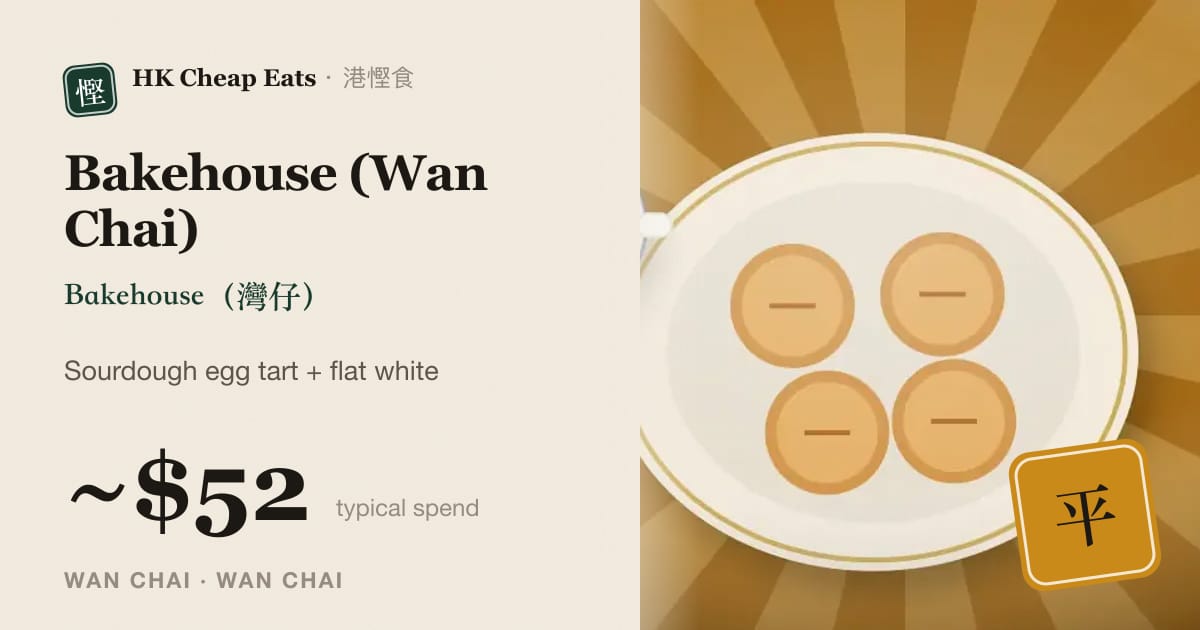 慳
HK Cheap Eats · 港慳食
Bakehouse (Wan
Chai)
Bakehouse（灣仔）
Sourdough egg tart + flat white
~$52 typical spend
WAN CHAI · WAN CHAI
平